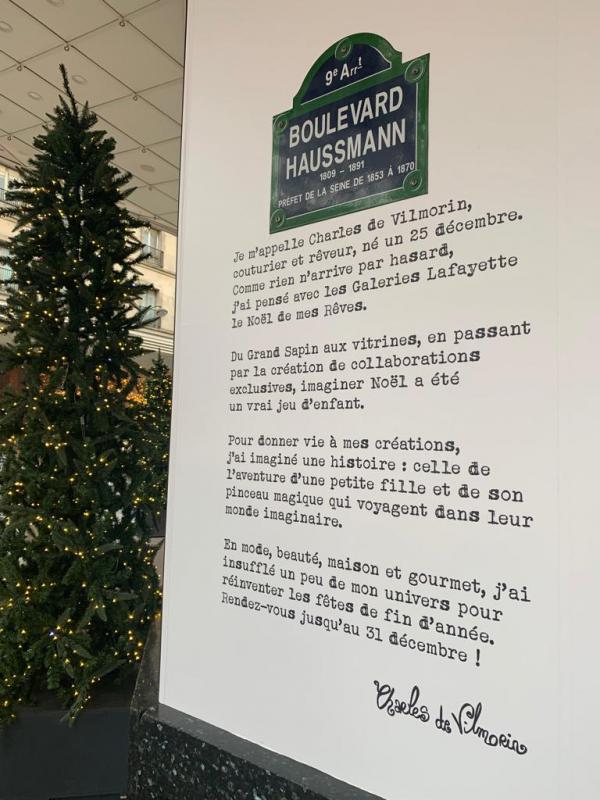 9e Arrt
BOULEVARD
HAUSSMANN
1809 - 1891
PRÉFET DE LA SEINE DE 1853 À 1870
Je m'appelle Charles de Vilmorin,
couturier et rêveur, né un 25 décembre.
Comme rien n'arrive par hasard,
j'ai pensé avec les Galeries Lafayette
le Noël de mes Rêves.
Du Grand Sapin aux vitrines, en passant
par la création de collaborations
exclusives, imaginer Noël a été
un vrai jeu d'enfant.
Pour donner vie à mes créations,
j'ai imaginé une histoire : celle de
l'aventure d'une petite fille et de son
pinceau magique qui voyagent dans leur
monde imaginaire.
En mode, beauté, maison et gourmet, j'ai
insufflé un peu de mon univers pour
réinventer les fêtes de fin d'année.
Rendez-vous jusqu'au 31 décembre !
Charles de Vilmorin